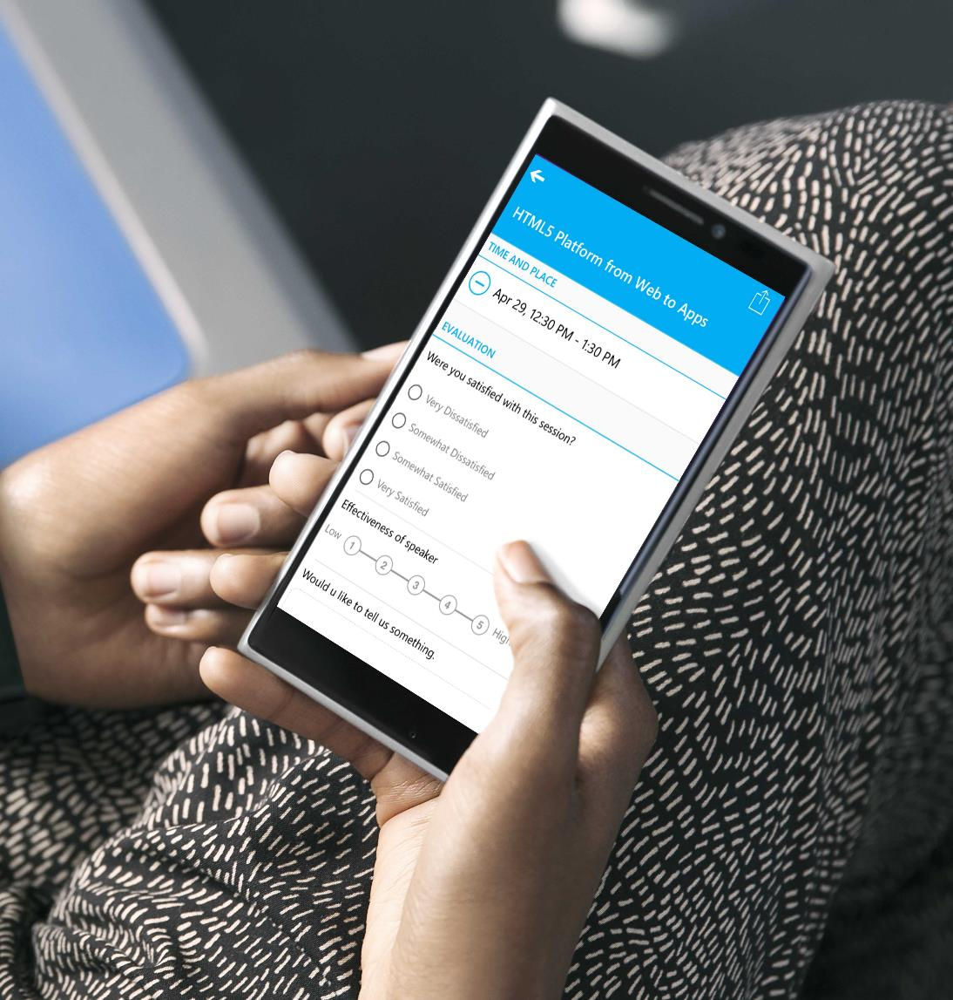 HTML5 Platform from Web to Apps
TIME AND PLACE
Apr 29, 12:30 PM - 1:30 PM
EVALUATION
Were you satisfied with this session?
Very Dissatisfied
Somewhat Dissatisfied
Somewhat Satisfied
Very Satisfied
Effectiveness of speaker
Low 1 2 3 4 5
Would u like to tell us something.